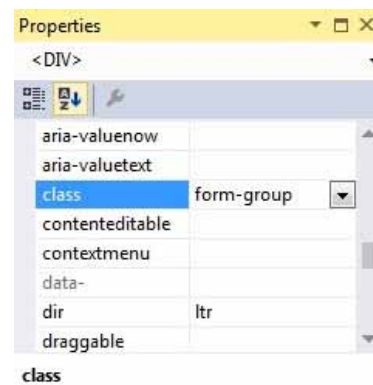 Properties
<DIV>
aria-valuenow
aria-valuetext
class form-group
contenteditable
contextmenu
data-
dir ltr
draggable
class